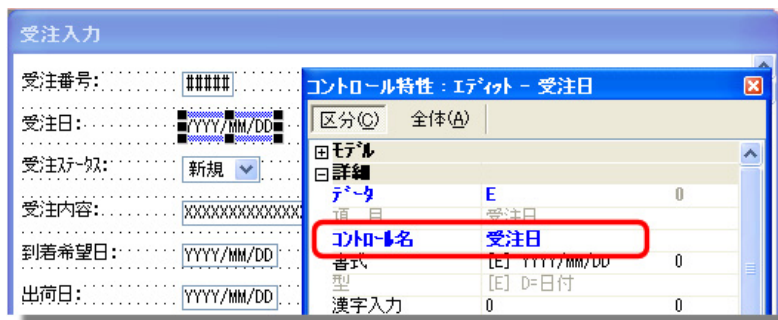 受注入力
受注番号: #####
受注日: YYYY/MM/DD
受注ｽﾃｰﾀｽ: 新規
受注内容: XXXXXXXXXXXXX
到着希望日: YYYY/MM/DD
出荷日: YYYY/MM/DD
コントロール特性：ｴﾃﾞｨｯﾄ - 受注日
区分(C) 全体(A)
ﾓﾃﾞﾙ
詳細
ﾃﾞｰﾀ E 0
項 目 受注日
ｺﾝﾄﾛｰﾙ名 受注日
書式 [E] YYYY/MM/DD 0
型 [E] D=日付
漢字入力 0 0